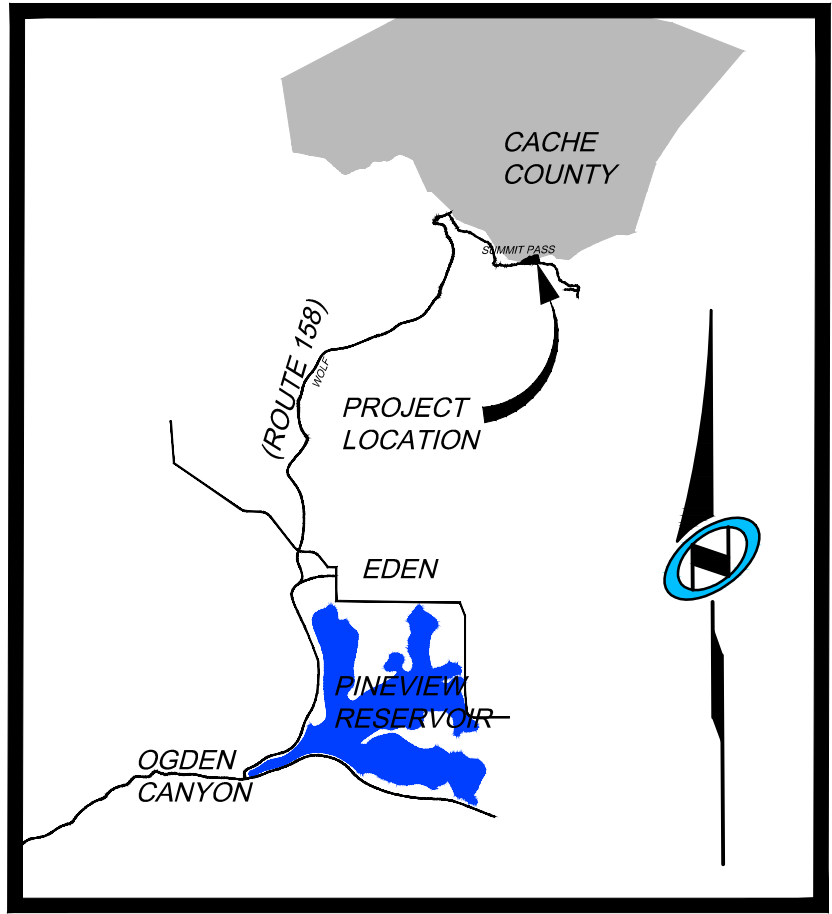 CACHE
COUNTY
SUMMIT PASS
(ROUTE 158)
WOLF
PROJECT
LOCATION
N
EDEN
PINEVIEW
RESERVOIR
OGDEN
CANYON